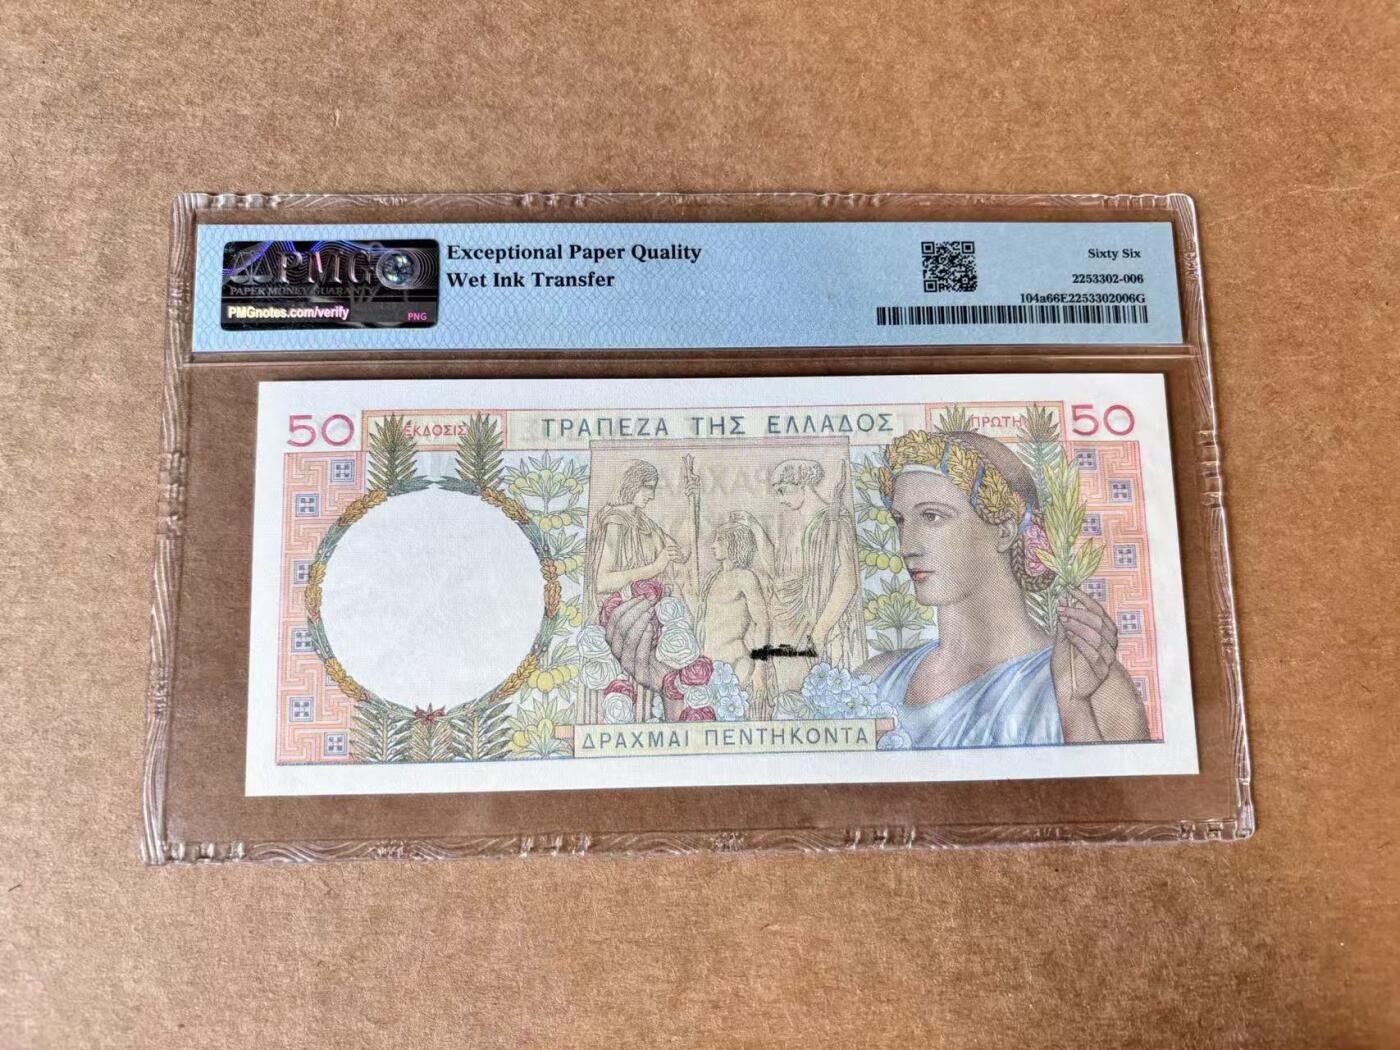 PMG
PAPER MONEY GUARANTY
PMGnotes.com/verify
PNG
Exceptional Paper Quality
Wet Ink Transfer
Sixty Six
2253302-006
104a66E2253302006G
50
ΕΚΔΟΣΙΣ
ΤΡΑΠΕΖΑ ΤΗΣ ΕΛΛΑΔΟΣ
ΠΡΩΤΗ
50
ΔΡΑΧΜΑΙ ΠΕΝΤΗΚΟΝΤΑ